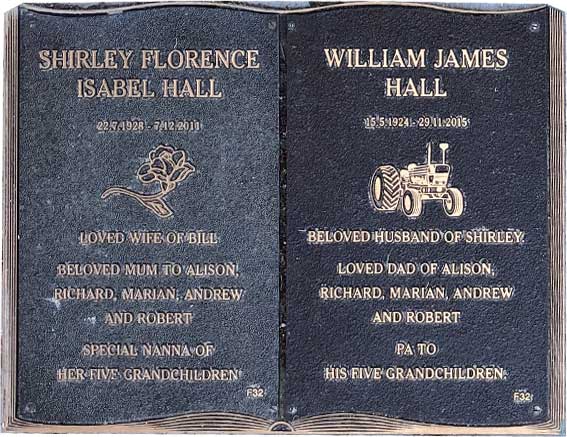 SHIRLEY FLORENCE
ISABEL HALL
22.7.1928 - 7.12.2011
LOVED WIFE OF BILL
BELOVED MUM TO ALISON,
RICHARD, MARIAN, ANDREW
AND ROBERT
SPECIAL NANNA OF
HER FIVE GRANDCHILDREN
F32
WILLIAM JAMES
HALL
15.5.1924 - 29.11.2015
BELOVED HUSBAND OF SHIRLEY.
LOVED DAD OF ALISON,
RICHARD, MARIAN, ANDREW
AND ROBERT
PA TO
HIS FIVE GRANDCHILDREN.
F32